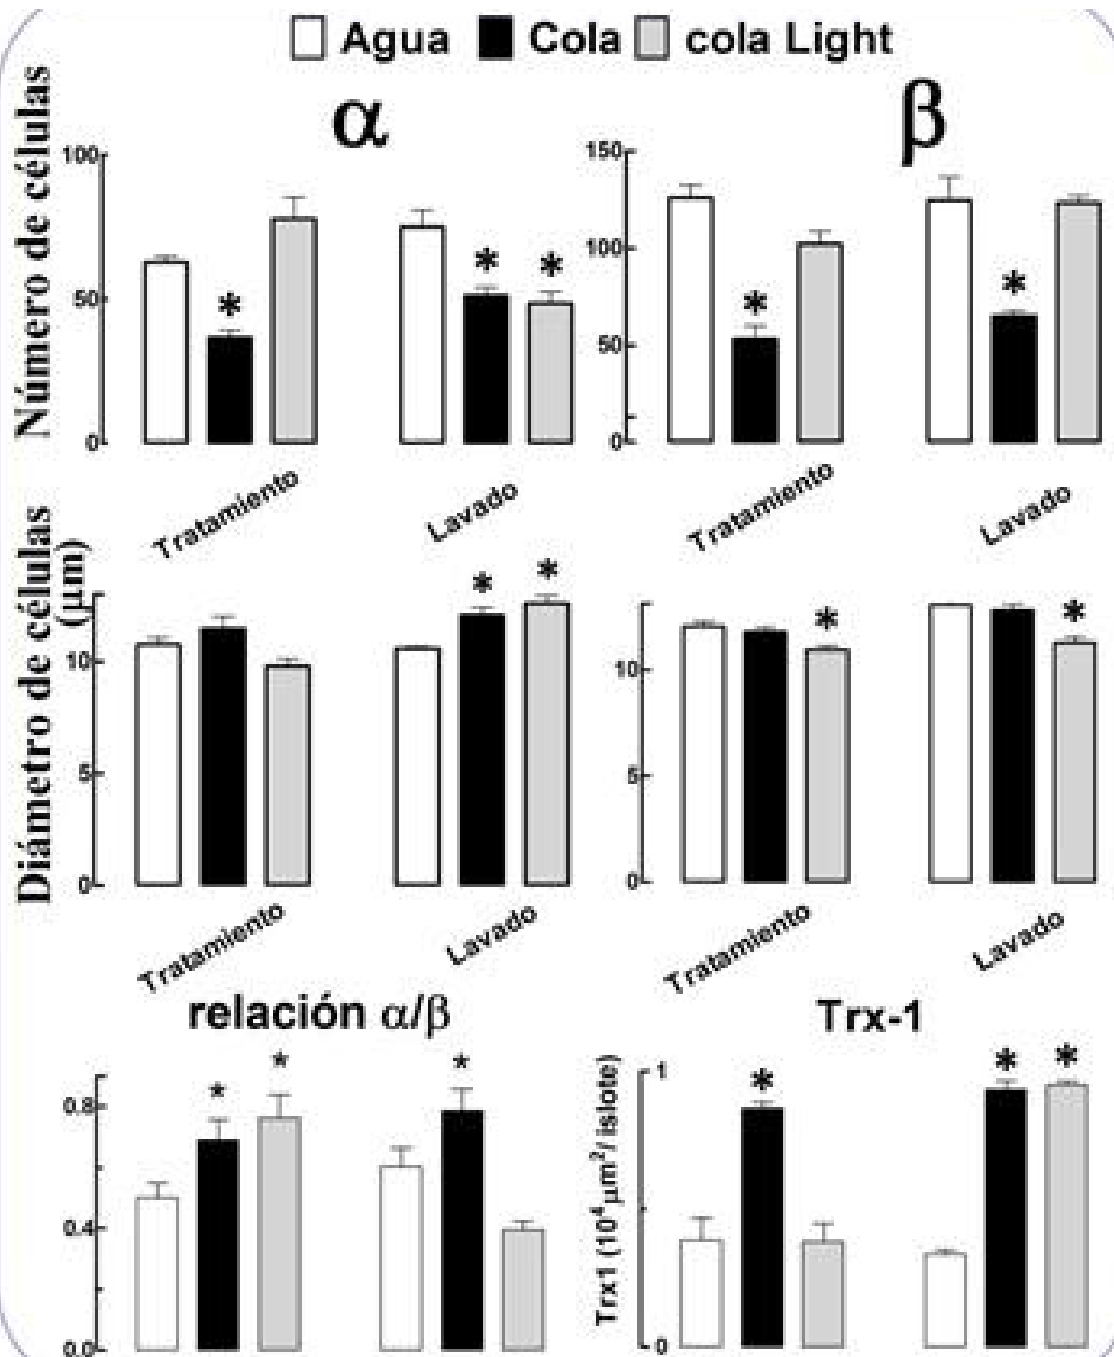 Agua Cola cola Light
α β
Número de células
100
50
0
150
100
50
0
* * * * *
Tratamiento Lavado Tratamiento Lavado
Diámetro de células
(μm)
10
5
0
10
5
0
* * * *
Tratamiento Lavado Tratamiento Lavado
relación α/β
0.8
0.4
0.0
* * *
Trx-1
Trx1 (10⁴μm²/islote)
1
0
* * *